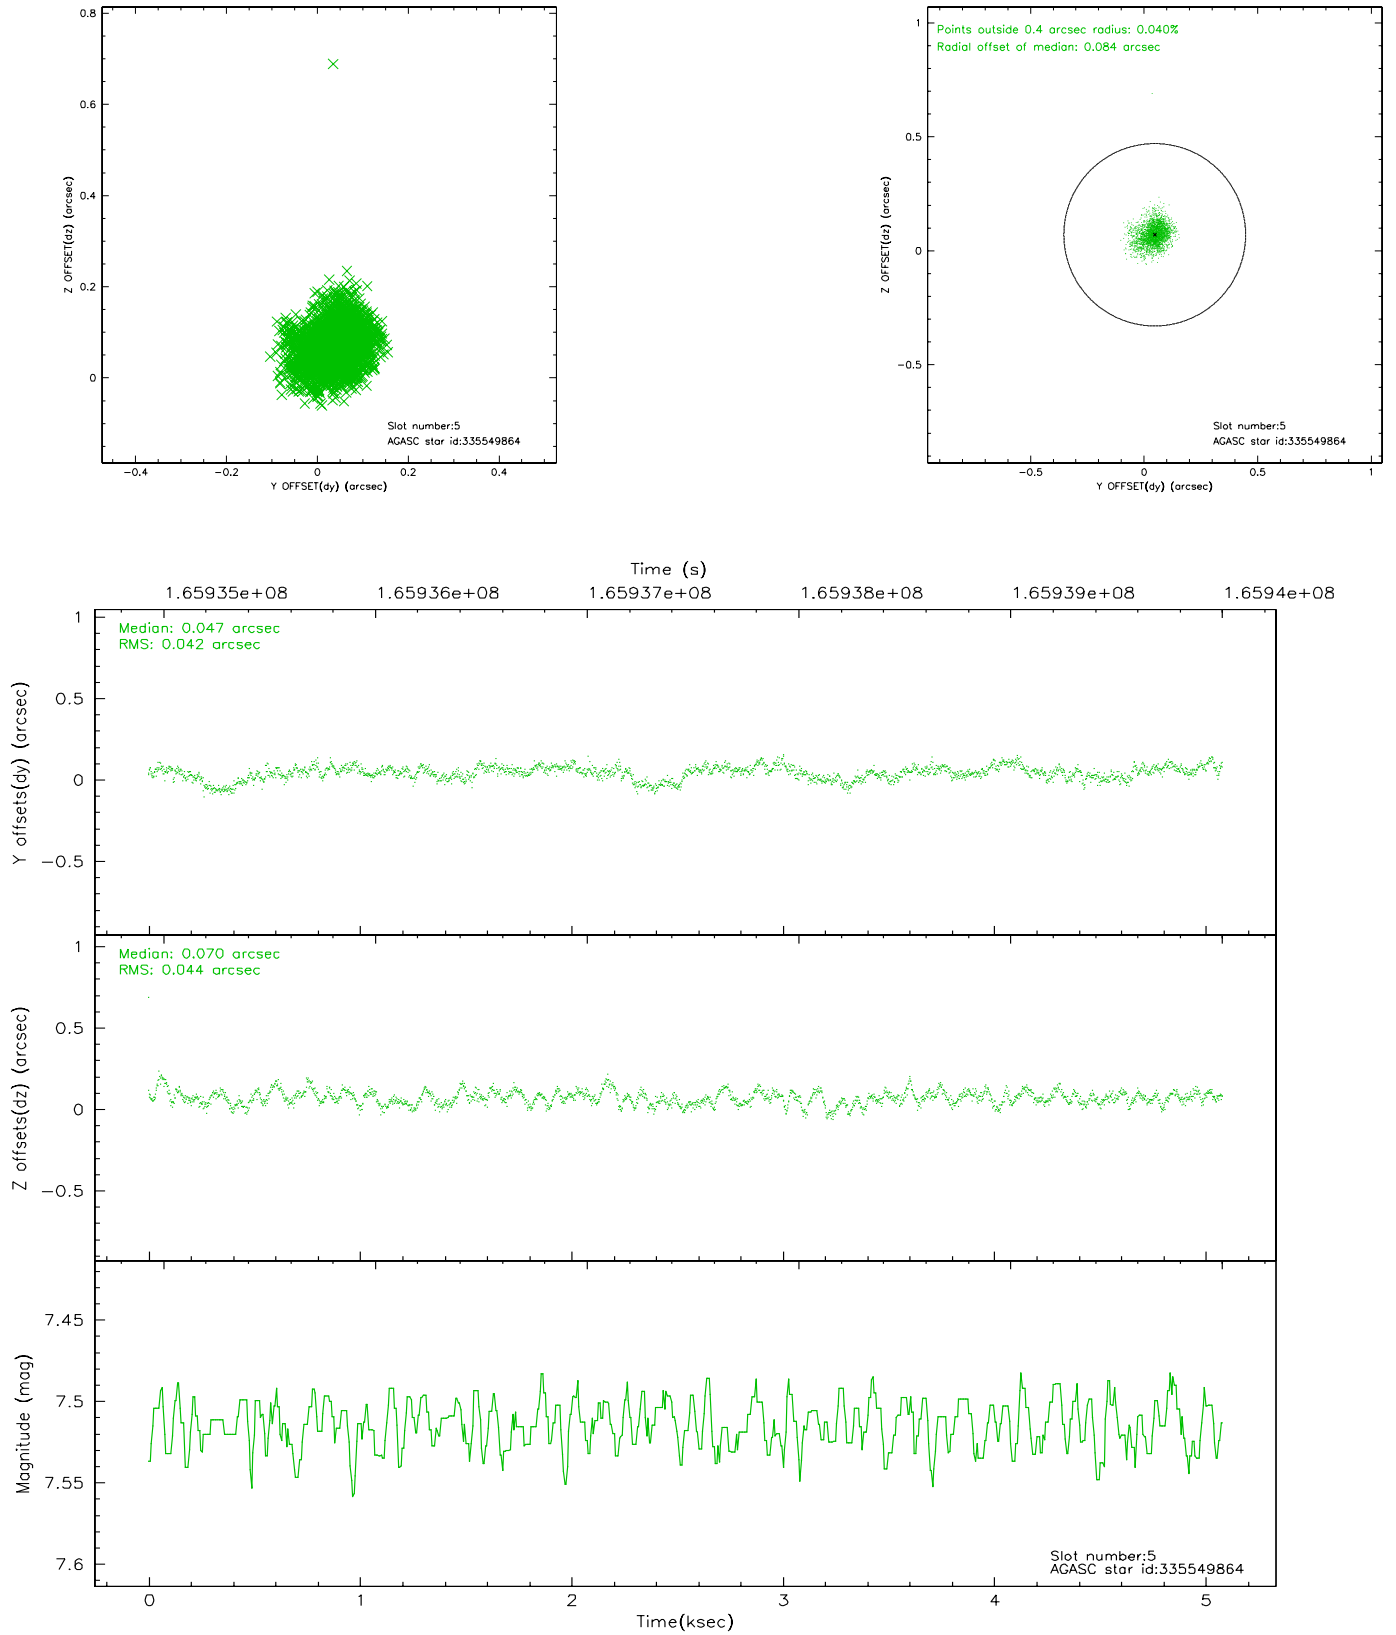 0.8
0.6
0.4
0.2
0
Z OFFSET(dz) (arcsec)
Slot number:5
AGASC star id:335549864
−0.4 −0.2 0 0.2 0.4
Y OFFSET(dy) (arcsec)
Points outside 0.4 arcsec radius: 0.040%
Radial offset of median: 0.084 arcsec
1
0.5
0
−0.5
Z OFFSET(dz) (arcsec)
Slot number:5
AGASC star id:335549864
−0.5 0 0.5 1
Y OFFSET(dy) (arcsec)
Time (s)
1.65935e+08 1.65936e+08 1.65937e+08 1.65938e+08 1.65939e+08 1.6594e+08
Median: 0.047 arcsec
RMS: 0.042 arcsec
1
0.5
0
−0.5
Y offsets(dy) (arcsec)
Median: 0.070 arcsec
RMS: 0.044 arcsec
1
0.5
0
−0.5
Z offsets(dz) (arcsec)
7.45
7.5
7.55
7.6
Magnitude (mag)
Slot number:5
AGASC star id:335549864
0 1 2 3 4 5
Time(ksec)